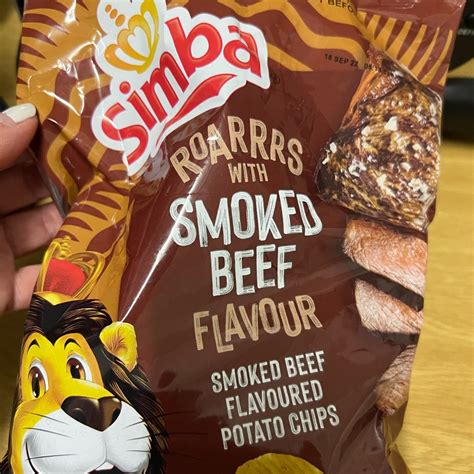 Simba
ROARRRS
WITH
SMOKED
BEEF
FLAVOUR
SMOKED BEEF
FLAVOURED
POTATO CHIPS